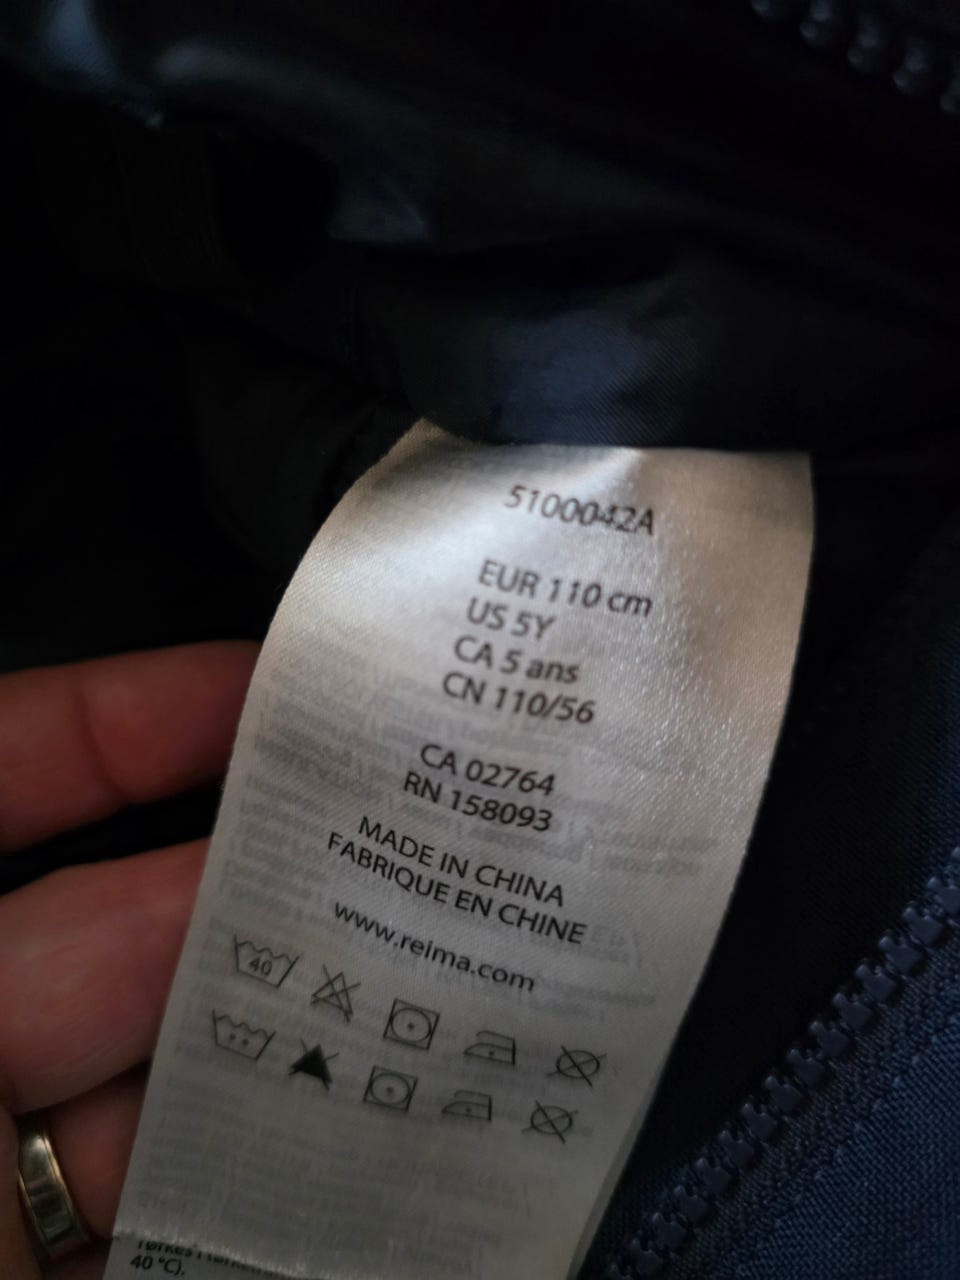 5100042A
EUR 110 cm
US 5Y
CA 5 ans
CN 110/56
CA 02764
RN 158093
MADE IN CHINA
FABRIQUE EN CHINE
www.reima.com
40
40 °C).